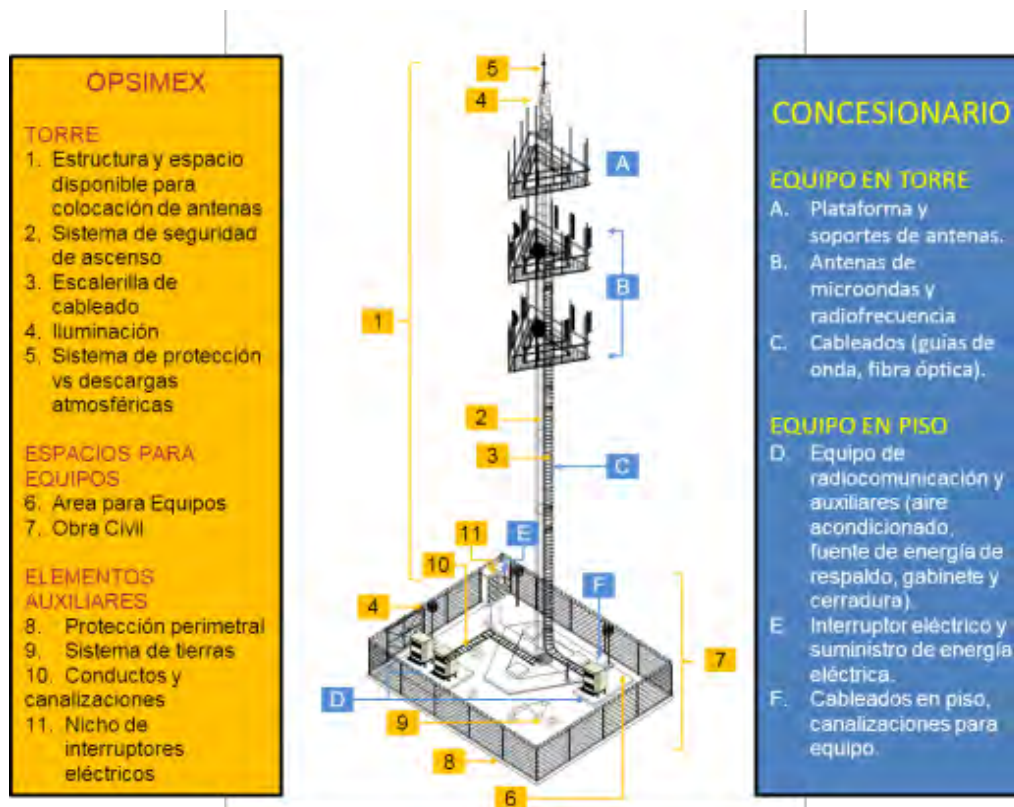 OPSIMEX
TORRE
1. Estructura y espacio
disponible para
colocación de antenas
2. Sistema de seguridad
de ascenso
3. Escalerilla de
cableado
4. Iluminación
5. Sistema de protección
vs descargas
atmosféricas
ESPACIOS PARA
EQUIPOS
6. Area para Equipos
7. Obra Civil
ELEMENTOS
AUXILIARES
8. Protección perimetral
9. Sistema de tierras
10. Conductos y
canalizaciones
11. Nicho de
interruptores
eléctricos
5
4
A
B
1
2
3
C
11
E
10
F
4
7
D
9
8
6
CONCESIONARIO
EQUIPO EN TORRE
A. Plataforma y
soportes de antenas.
B. Antenas de
microondas y
radiofrecuencia
C. Cableados (guías de
onda, fibra óptica).
EQUIPO EN PISO
D. Equipo de
radiocomunicación y
auxiliares (aire
acondicionado,
fuente de energía de
respaldo, gabinete y
cerradura).
E. Interruptor eléctrico y
suministro de energía
eléctrica.
F. Cableados en piso,
canalizaciones para
equipo.